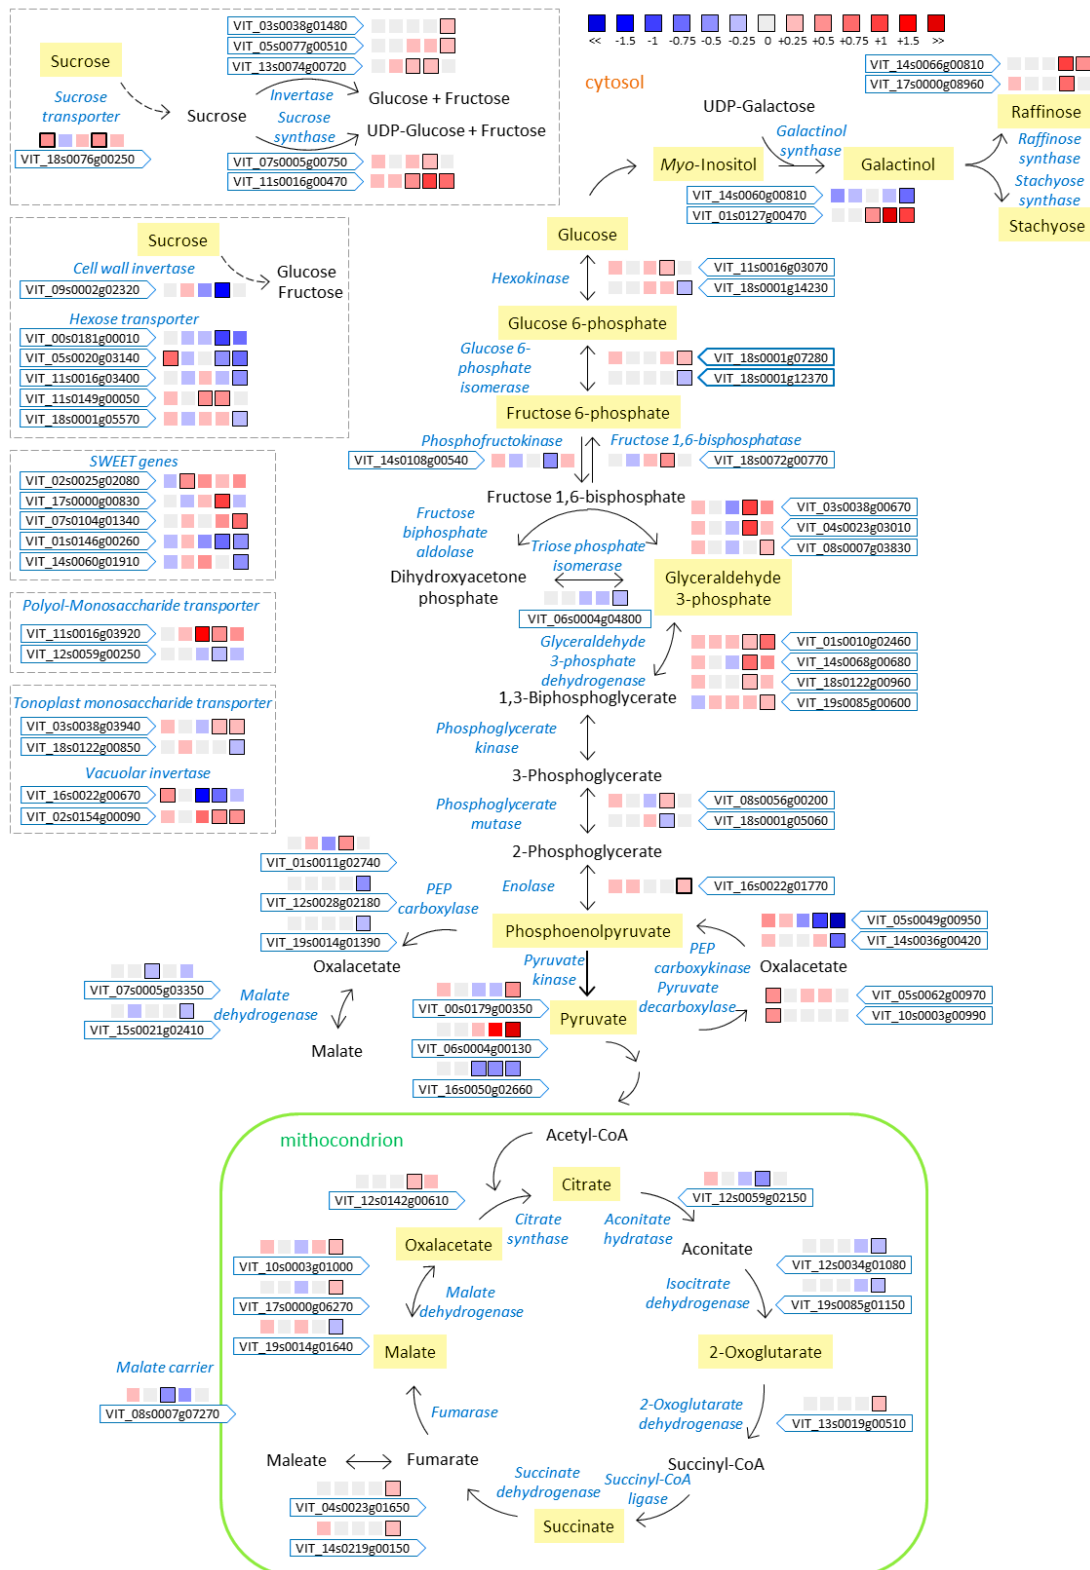 VIT_03s0038g01480
VIT_05s0077g00510
VIT_13s0074g00720
Sucrose
Sucrose
transporter
VIT_18s0076g00250
Sucrose
Invertase
Glucose + Fructose
Sucrose
synthase
UDP-Glucose + Fructose
VIT_07s0005g00750
VIT_11s0016g00470
<< -1.5 -1 -0.75 -0.5 -0.25 0 +0.25 +0.5 +0.75 +1 +1.5 >>
cytosol
VIT_14s0066g00810
VIT_17s0000g08960
UDP-Galactose
Galactinol
synthase
Raffinose
Raffinose
synthase
Stachyose
synthase
Stachyose
Myo-Inositol
Galactinol
VIT_14s0060g00810
VIT_01s0127g00470
Sucrose
Cell wall invertase
VIT_09s0002g02320
Glucose
Fructose
Hexose transporter
VIT_00s0181g00010
VIT_05s0020g03140
VIT_11s0016g03400
VIT_11s0149g00050
VIT_18s0001g05570
Glucose
Hexokinase
VIT_11s0016g03070
VIT_18s0001g14230
Glucose 6-phosphate
Glucose 6-
phosphate
isomerase
VIT_18s0001g07280
VIT_18s0001g12370
Fructose 6-phosphate
Phosphofructokinase
VIT_14s0108g00540
Fructose 1,6-bisphosphatase
VIT_18s0072g00770
SWEET genes
VIT_02s0025g02080
VIT_17s0000g00830
VIT_07s0104g01340
VIT_01s0146g00260
VIT_14s0060g01910
Fructose 1,6-bisphosphate
VIT_03s0038g00670
VIT_04s0023g03010
VIT_08s0007g03830
Fructose
biphosphate
aldolase
Triose phosphate
isomerase
Dihydroxyacetone
phosphate
VIT_06s0004g04800
Glyceraldehyde
3-phosphate
Polyol-Monosaccharide transporter
VIT_11s0016g03920
VIT_12s0059g00250
Glyceraldehyde
3-phosphate
dehydrogenase
VIT_01s0010g02460
VIT_14s0068g00680
VIT_18s0122g00960
VIT_19s0085g00600
1,3-Biphosphoglycerate
Tonoplast monosaccharide transporter
VIT_03s0038g03940
VIT_18s0122g00850
Vacuolar invertase
VIT_16s0022g00670
VIT_02s0154g00090
Phosphoglycerate
kinase
3-Phosphoglycerate
Phosphoglycerate
mutase
VIT_08s0056g00200
VIT_18s0001g05060
2-Phosphoglycerate
Enolase
VIT_16s0022g01770
VIT_01s0011g02740
VIT_12s0028g02180
VIT_19s0014g01390
PEP
carboxylase
Phosphoenolpyruvate
VIT_05s0049g00950
VIT_14s0036g00420
PEP
carboxykinase
Oxalacetate
Oxalacetate
Pyruvate
kinase
Pyruvate
decarboxylase
VIT_05s0062g00970
VIT_10s0003g00990
VIT_07s0005g03350
VIT_15s0021g02410
Malate
dehydrogenase
Malate
VIT_00s0179g00350
VIT_06s0004g00130
VIT_16s0050g02660
Pyruvate
mithocondrion
Acetyl-CoA
VIT_12s0142g00610
Citrate
VIT_12s0059g02150
Citrate
synthase
Aconitate
hydratase
Oxalacetate
Aconitate
VIT_10s0003g01000
VIT_17s0000g06270
VIT_19s0014g01640
Malate
dehydrogenase
Isocitrate
dehydrogenase
VIT_12s0034g01080
VIT_19s0085g01150
Malate
2-Oxoglutarate
Malate carrier
VIT_08s0007g07270
Fumarase
2-Oxoglutarate
dehydrogenase
VIT_13s0019g00510
Maleate
Fumarate
Succinyl-CoA
VIT_04s0023g01650
VIT_14s0219g00150
Succinate
dehydrogenase
Succinyl-CoA
ligase
Succinate